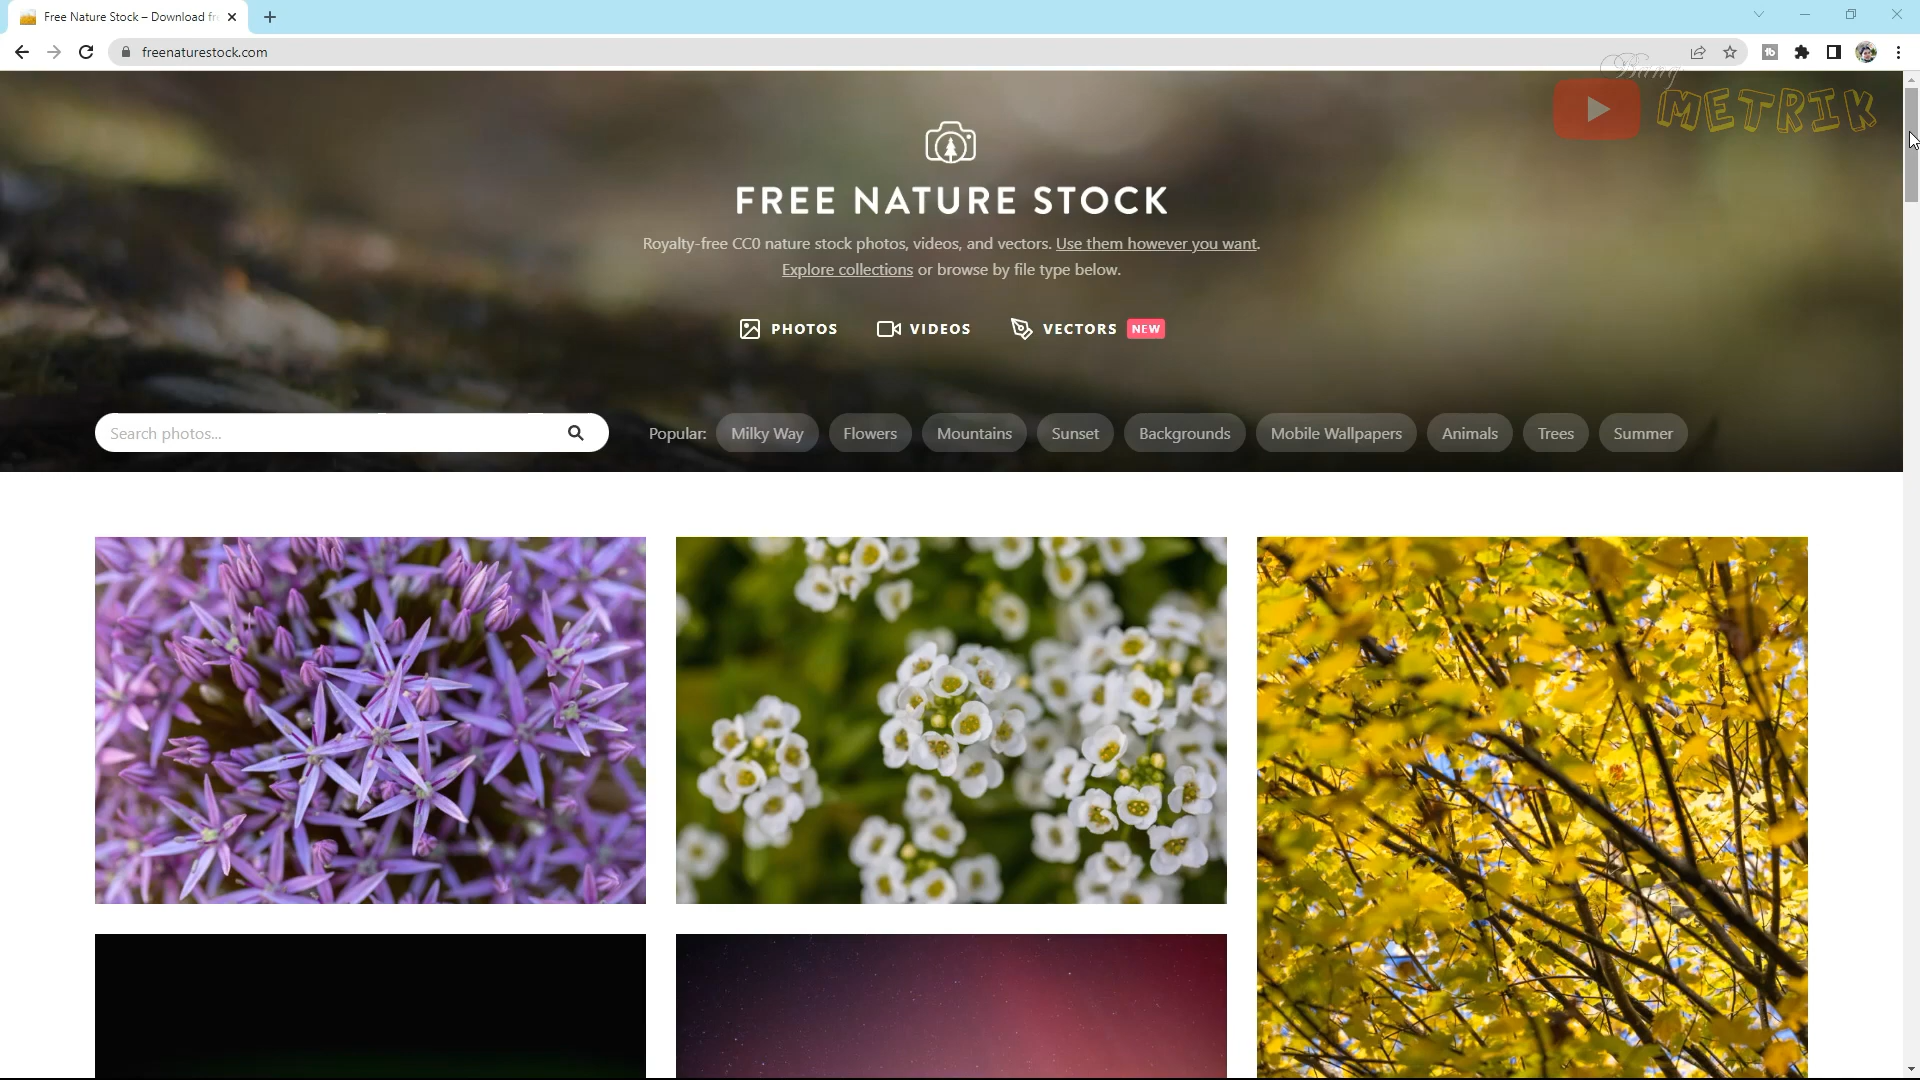 Free Nature Stock – Download fr
freenaturestock.com
Bang
METRIK
FREE NATURE STOCK
Royalty-free CC0 nature stock photos, videos, and vectors. Use them however you want.
Explore collections or browse by file type below.
PHOTOS VIDEOS VECTORS NEW
Search photos... Popular: Milky Way Flowers Mountains Sunset Backgrounds Mobile Wallpapers Animals Trees Summer